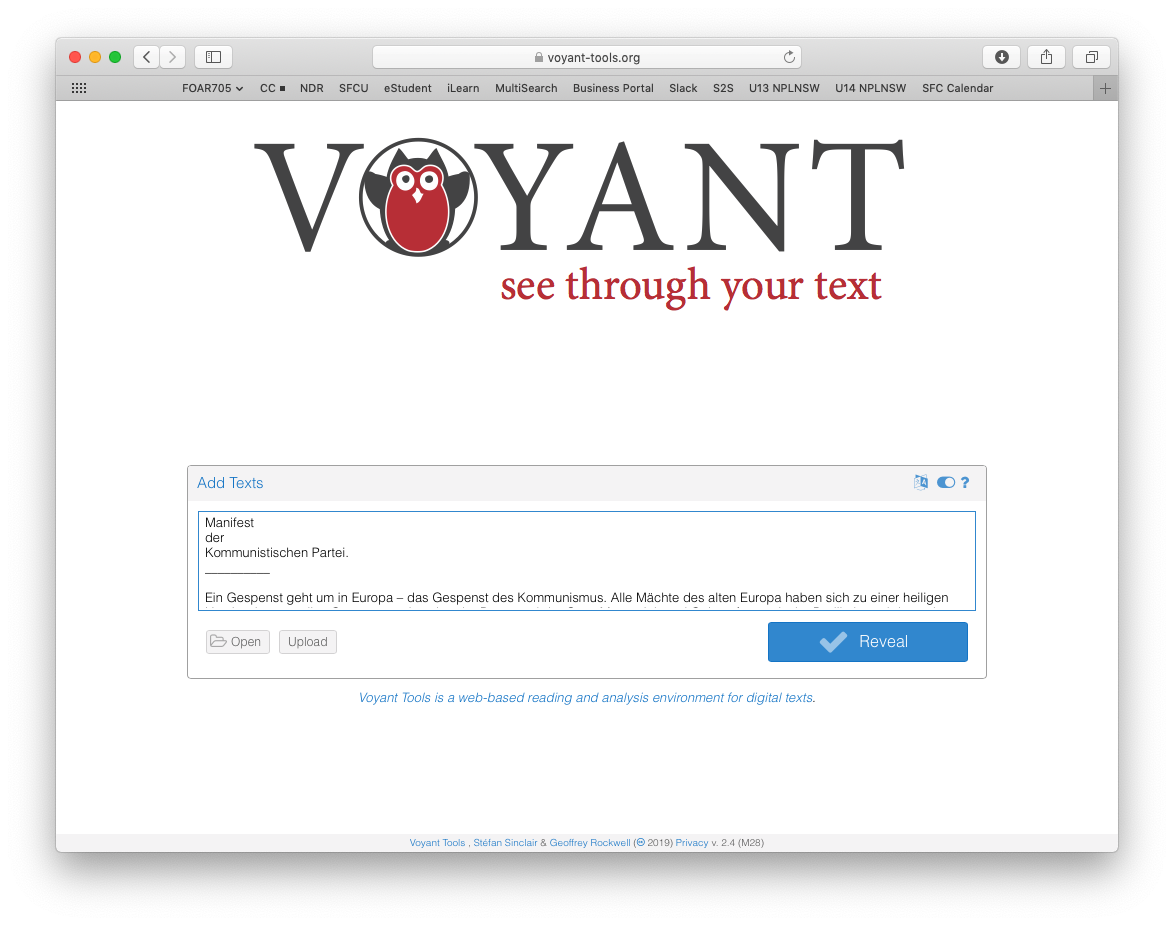 voyant-tools.org
FOAR705 CC NDR SFCU eStudent iLearn MultiSearch Business Portal Slack S2S U13 NPLNSW U14 NPLNSW SFC Calendar
VOYANT
see through your text
Add Texts
?
Manifest
der
Kommunistischen Partei.
__________
Ein Gespenst geht um in Europa – das Gespenst des Kommunismus. Alle Mächte des alten Europa haben sich zu einer heiligen
Open Upload Reveal
Voyant Tools is a web-based reading and analysis environment for digital texts.
Voyant Tools , Stéfan Sinclair & Geoffrey Rockwell (🅭 2019) Privacy v. 2.4 (M28)